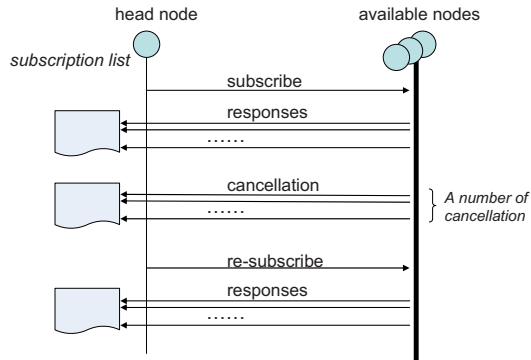 head node
available nodes
subscription list
subscribe
responses
......
cancellation
......
A number of
cancellation
re-subscribe
responses
......